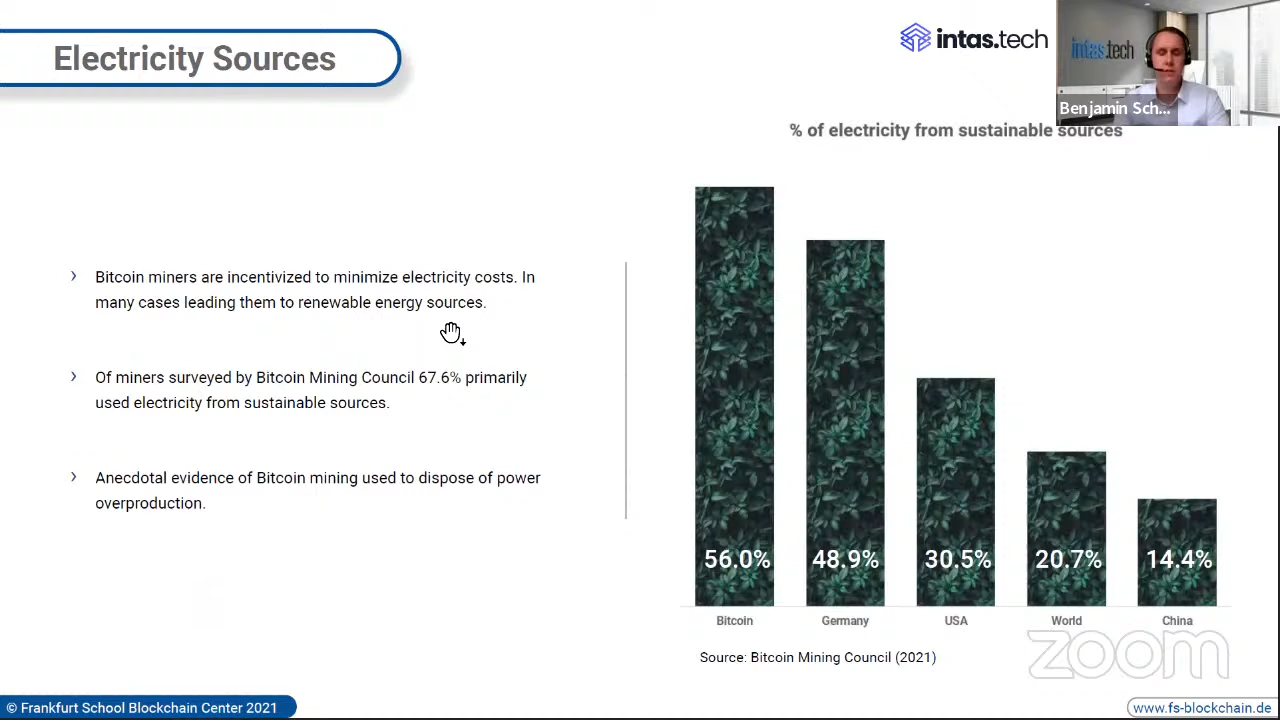 Electricity Sources
intas.tech
intas.tech
Benjamin Sch...
% of electricity from sustainable sources
› Bitcoin miners are incentivized to minimize electricity costs. In
many cases leading them to renewable energy sources.
› Of miners surveyed by Bitcoin Mining Council 67.6% primarily
used electricity from sustainable sources.
› Anecdotal evidence of Bitcoin mining used to dispose of power
overproduction.
56.0% 48.9% 30.5% 20.7% 14.4%
Bitcoin Germany USA World China
Source: Bitcoin Mining Council (2021)
zoom
© Frankfurt School Blockchain Center 2021
www.fs-blockchain.de